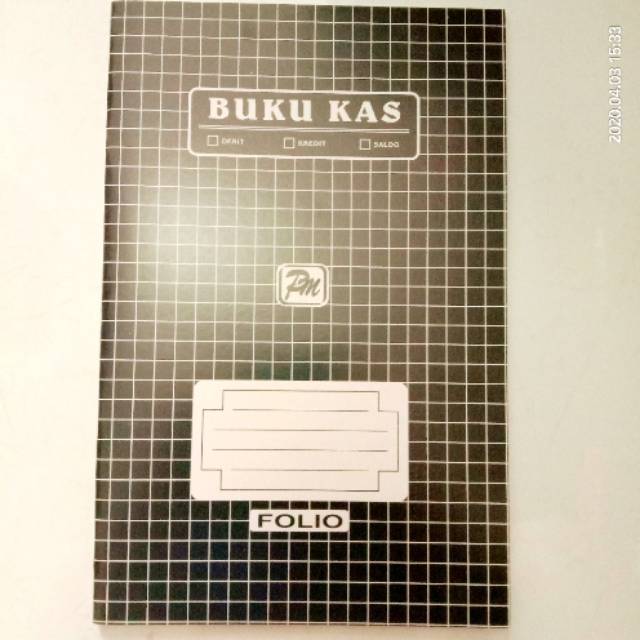 BUKU KAS
DEBIT KREDIT SALDO
PM
FOLIO
2020.04.03 15:33